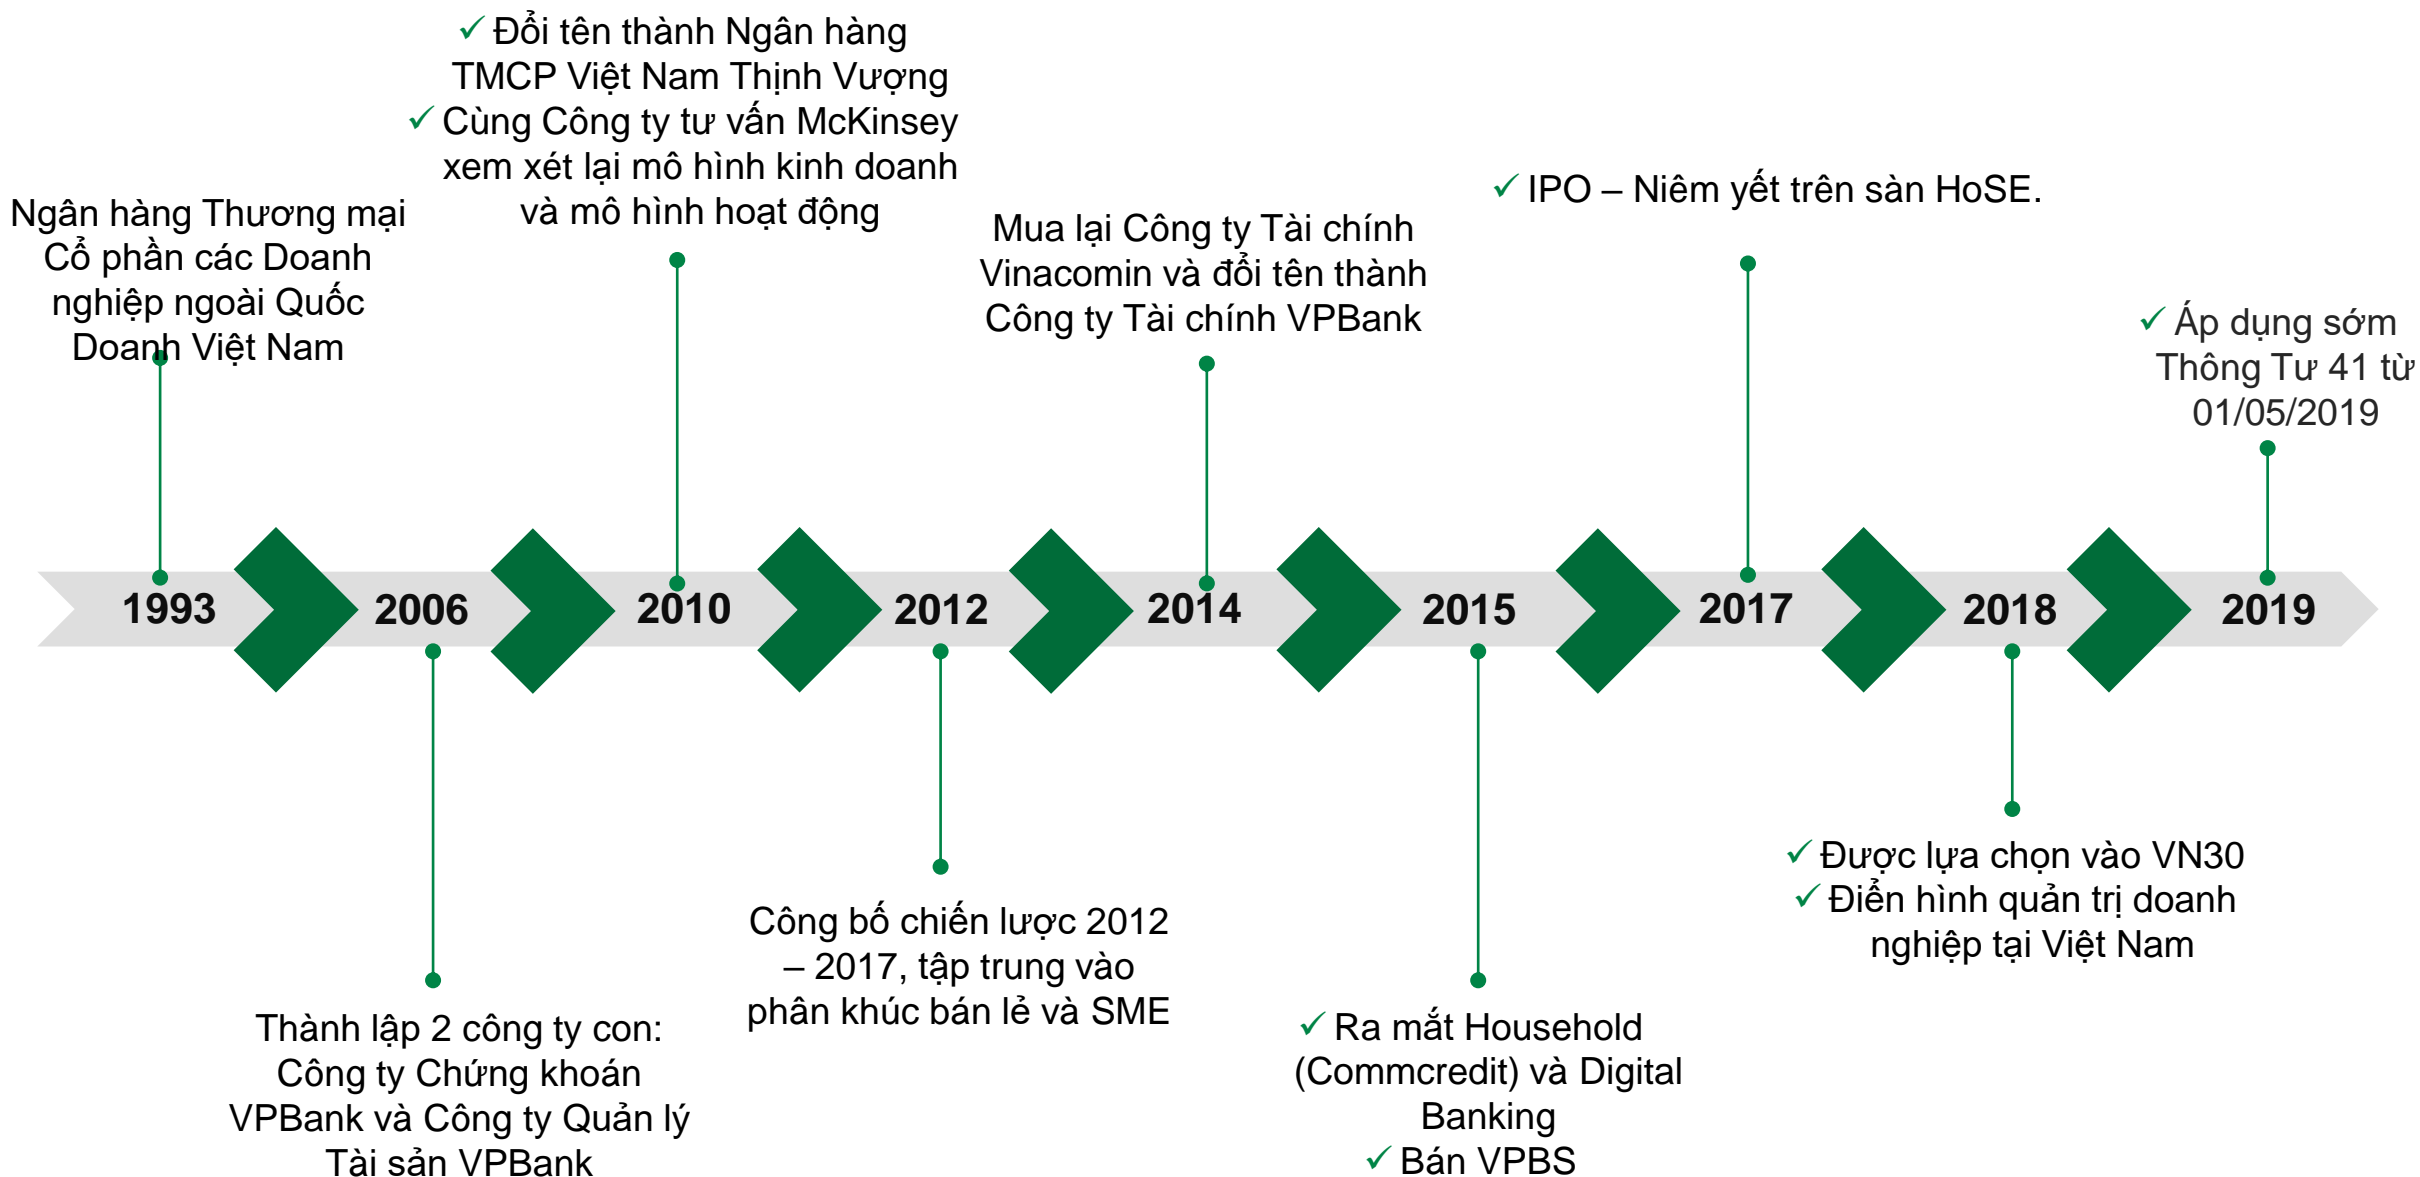 Ngân hàng Thương mại
Cổ phần các Doanh
nghiệp ngoài Quốc
Doanh Việt Nam
✓ Đổi tên thành Ngân hàng
TMCP Việt Nam Thịnh Vượng
✓ Cùng Công ty tư vấn McKinsey
xem xét lại mô hình kinh doanh
và mô hình hoạt động
Mua lại Công ty Tài chính
Vinacomin và đổi tên thành
Công ty Tài chính VPBank
✓ IPO – Niêm yết trên sàn HoSE.
✓ Áp dụng sớm
Thông Tư 41 từ
01/05/2019
1993 2006 2010 2012 2014 2015 2017 2018 2019
Thành lập 2 công ty con:
Công ty Chứng khoán
VPBank và Công ty Quản lý
Tài sản VPBank
Công bố chiến lược 2012
– 2017, tập trung vào
phân khúc bán lẻ và SME
✓ Ra mắt Household
(Commcredit) và Digital
Banking
✓ Bán VPBS
✓ Được lựa chọn vào VN30
✓ Điển hình quản trị doanh
nghiệp tại Việt Nam